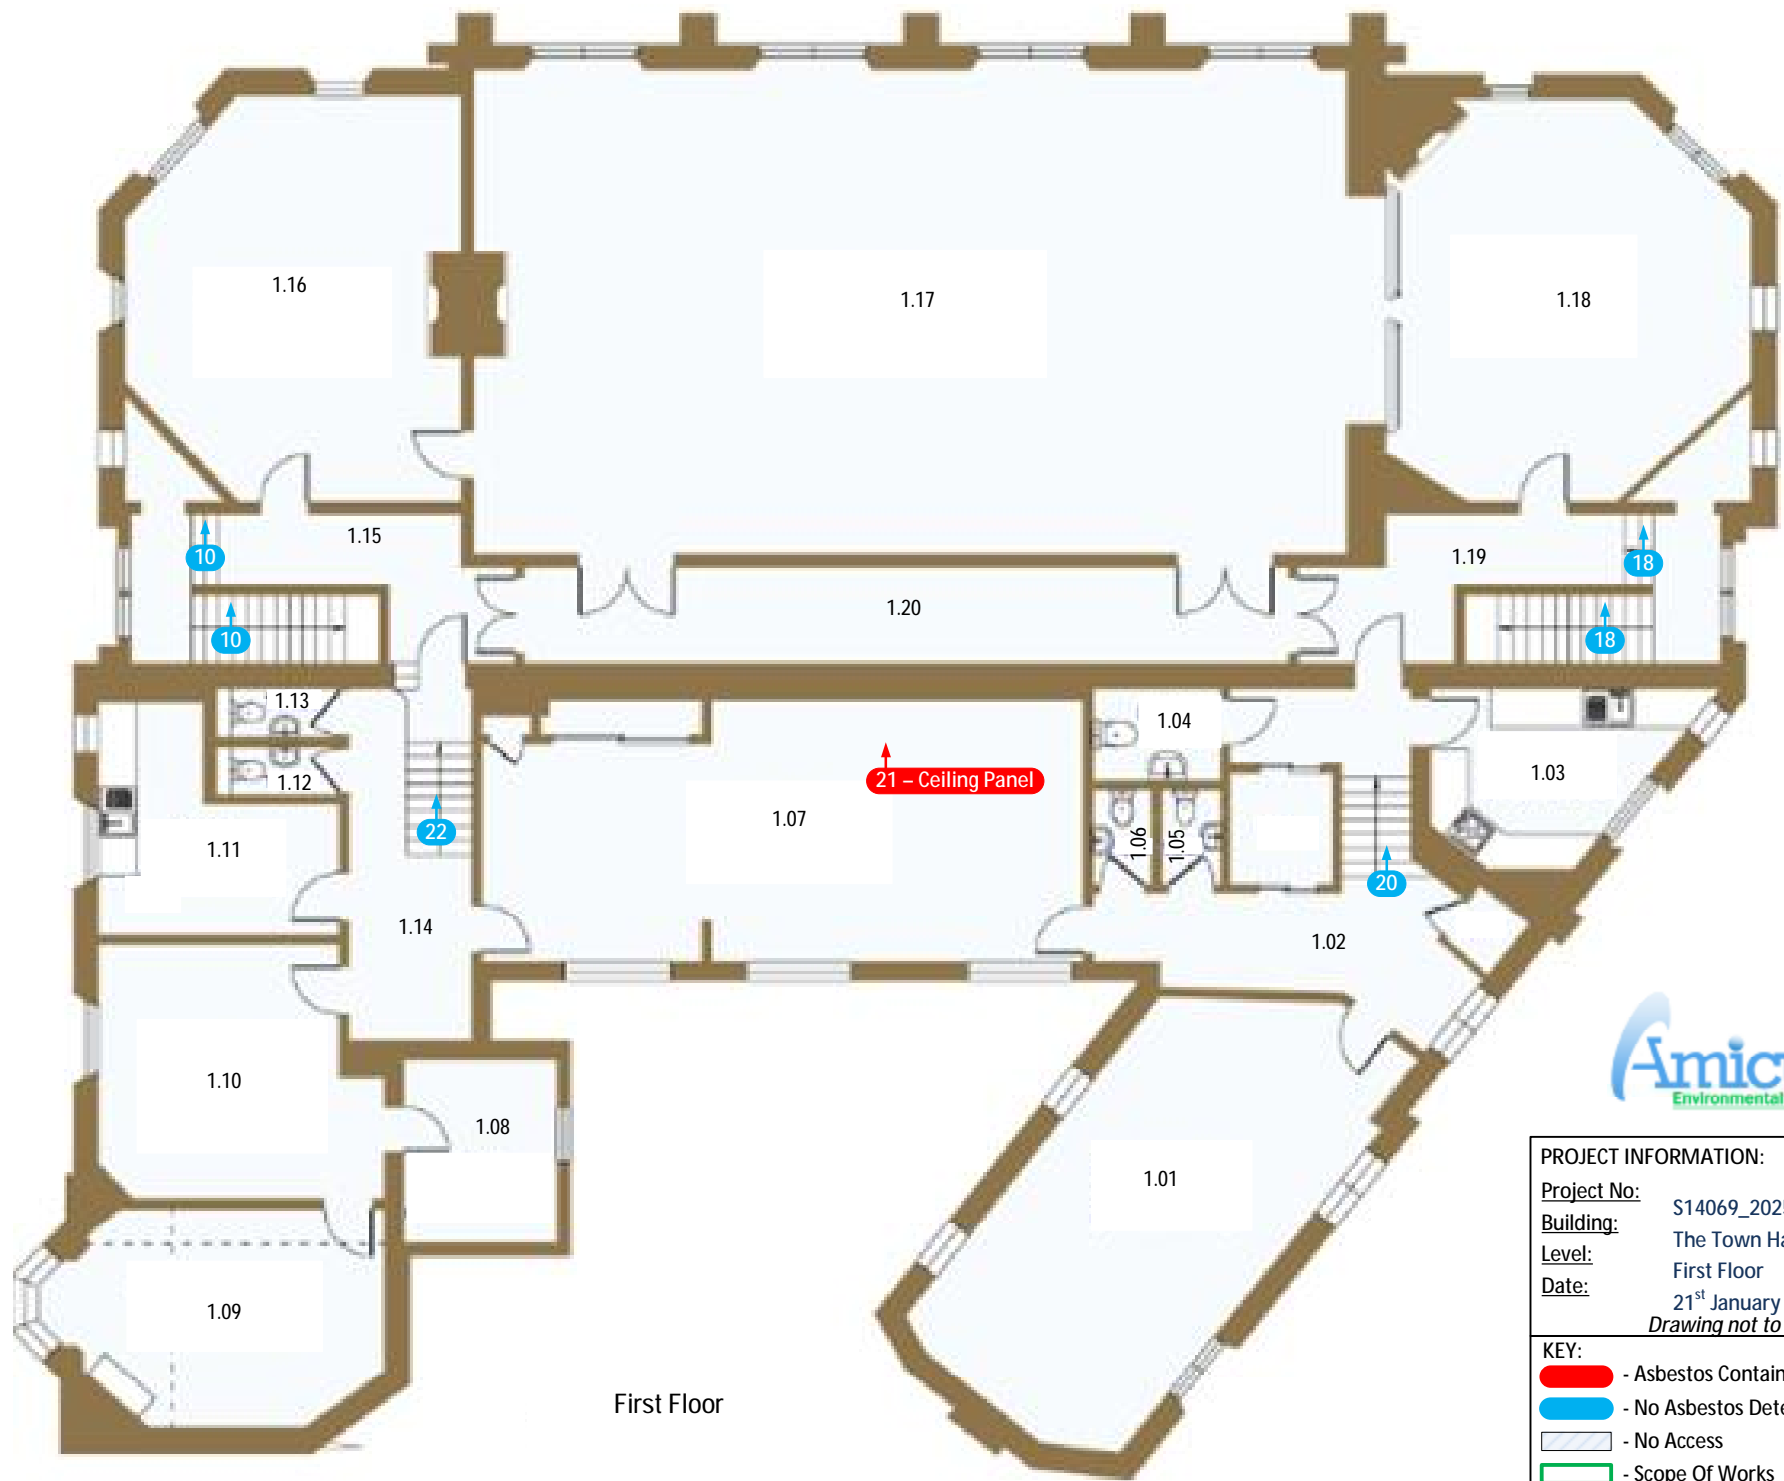 1.16
1.17
1.18
1.15
10
10
1.20
1.19
18
18
1.13
1.12
1.11
22
1.14
21 – Ceiling Panel
1.07
1.04
1.06
1.05
1.03
20
1.02
1.10
1.08
1.09
1.01
First Floor
Environmental
PROJECT INFORMATION:
Project No:
Building:
The Town
Level:
First Floor
Date:
21st January
Drawing not to
KEY:
- Asbestos
- No Asbestos
- No Access
- Scope Of Works